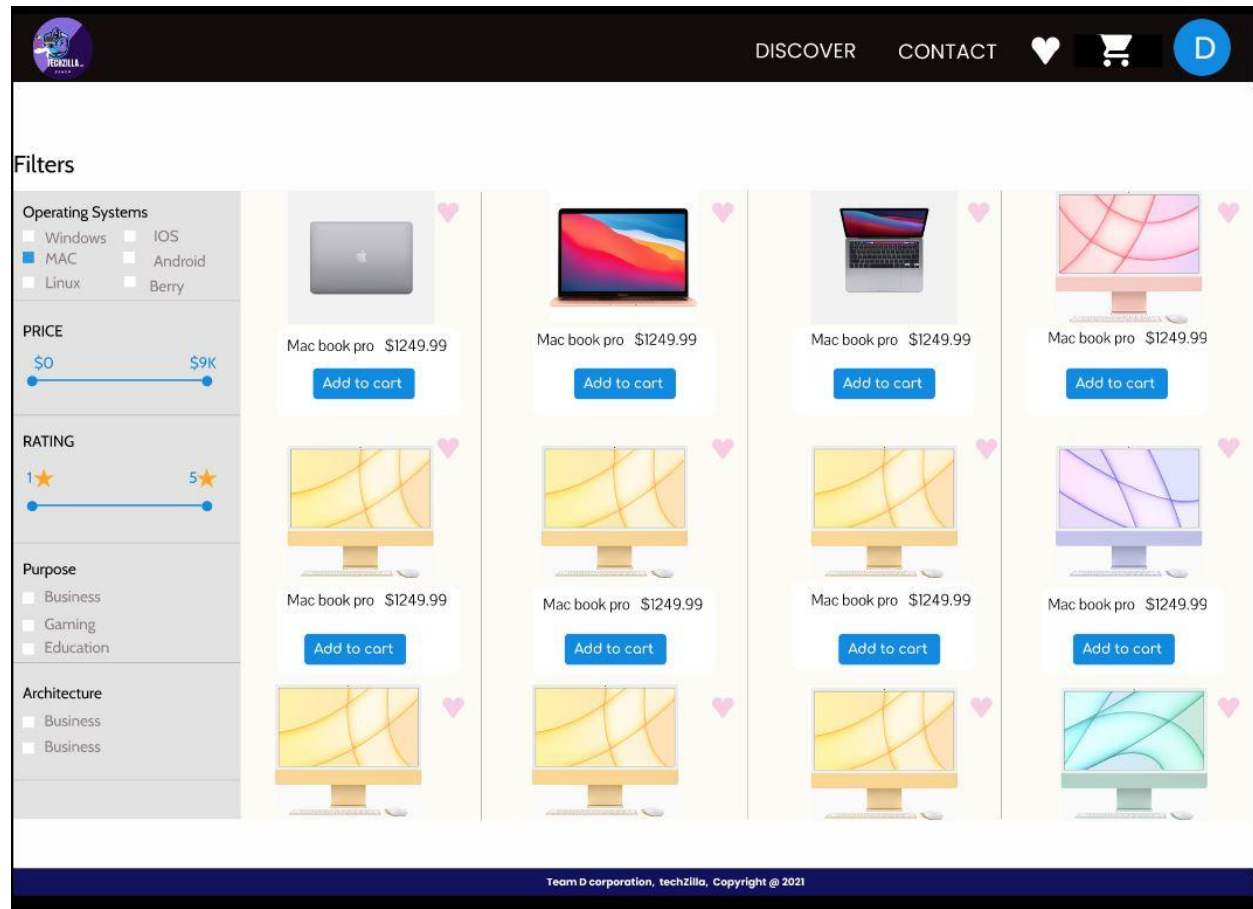 TECHZILLA..
DISCOVER CONTACT D
Filters
Operating Systems
Windows IOS
MAC Android
Linux Berry
PRICE
$0 $9K
RATING
1 5
Purpose
Business
Gaming
Education
Architecture
Business
Business
Mac book pro $1249.99
Add to cart
Mac book pro $1249.99
Add to cart
Mac book pro $1249.99
Add to cart
Mac book pro $1249.99
Add to cart
Mac book pro $1249.99
Add to cart
Mac book pro $1249.99
Add to cart
Mac book pro $1249.99
Add to cart
Mac book pro $1249.99
Add to cart
Team D corporation, techZilla, Copyright @ 2021